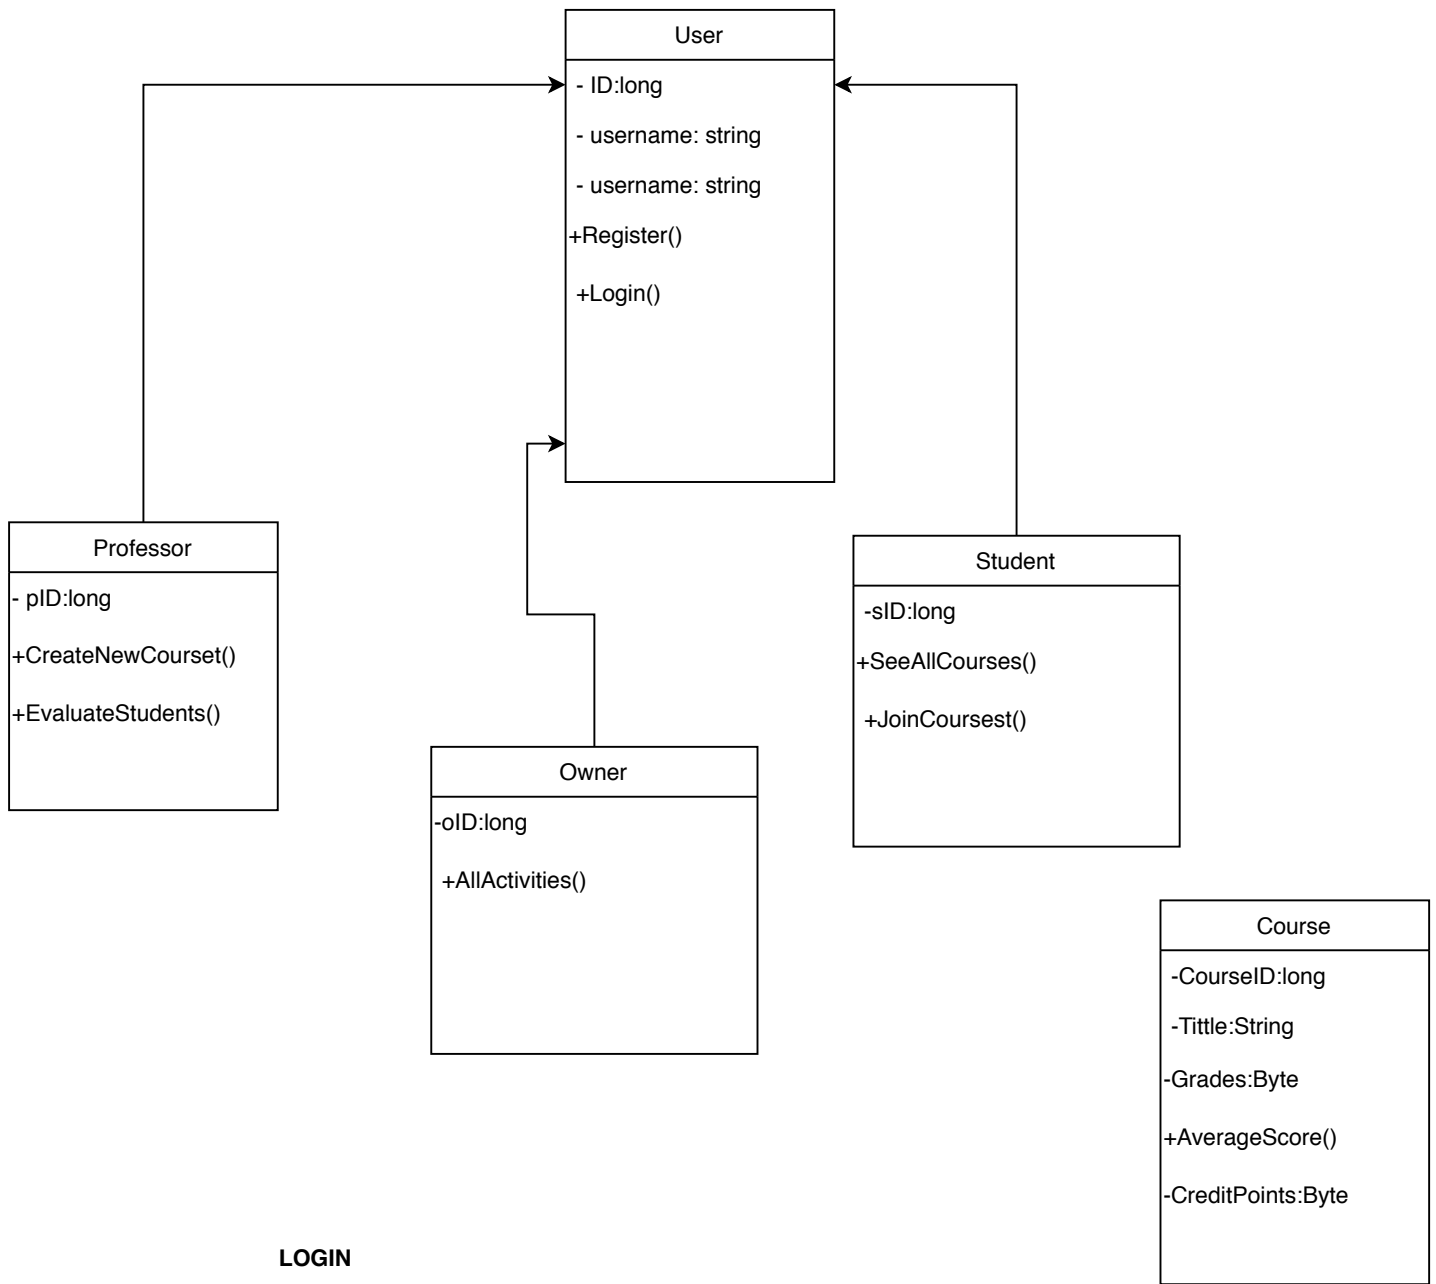 User
- ID:long
- username: string
- username: string
+Register()
+Login()
Professor
- pID:long
+CreateNewCourset()
+EvaluateStudents()
Owner
-oID:long
+AllActivities()
Student
-sID:long
+SeeAllCourses()
+JoinCoursest()
Course
-CourseID:long
-Tittle:String
-Grades:Byte
+AverageScore()
-CreditPoints:Byte
LOGIN